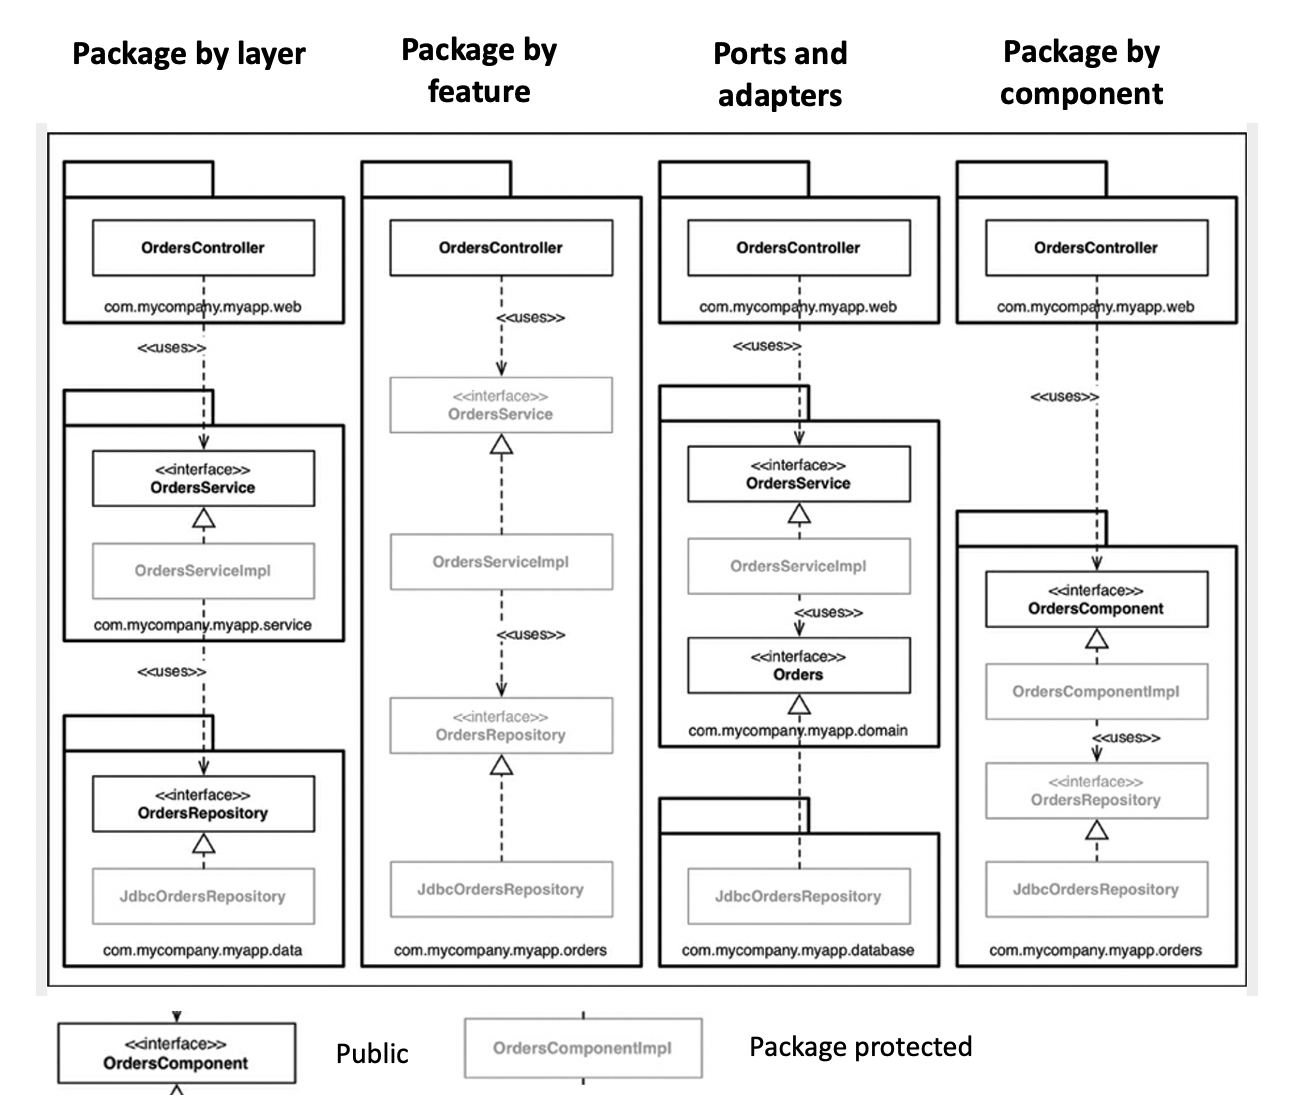 Package by layer
Package by
feature
Ports and
adapters
Package by
component
OrdersController
com.mycompany.myapp.web
<<uses>>
<<interface>>
OrdersService
OrdersServiceImpl
com.mycompany.myapp.service
<<uses>>
<<interface>>
OrdersRepository
JdbcOrdersRepository
com.mycompany.myapp.data
OrdersController
<<uses>>
<<interface>>
OrdersService
OrdersServiceImpl
<<uses>>
<<interface>>
OrdersRepository
JdbcOrdersRepository
com.mycompany.myapp.orders
OrdersController
com.mycompany.myapp.web
<<uses>>
<<interface>>
OrdersService
OrdersServiceImpl
<<uses>>
<<interface>>
Orders
com.mycompany.myapp.domain
JdbcOrdersRepository
com.mycompany.myapp.database
OrdersController
com.mycompany.myapp.web
<<uses>>
<<interface>>
OrdersComponent
OrdersComponentImpl
<<uses>>
<<interface>>
OrdersRepository
JdbcOrdersRepository
com.mycompany.myapp.orders
<<interface>>
OrdersComponent
Public
OrdersComponentImpl
Package protected